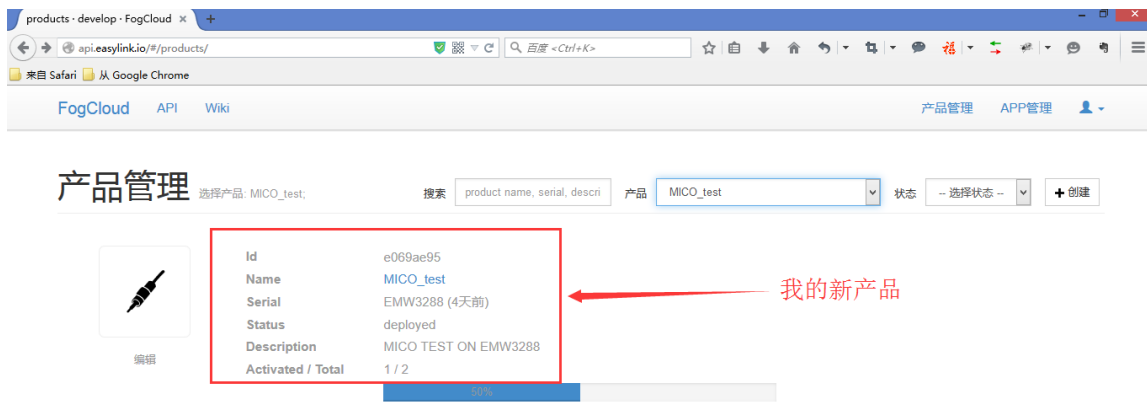 products · develop · FogCloud × +
api.easylink.io/#/products/ 百度 <Ctrl+K>
来自 Safari 从 Google Chrome
FogCloud API Wiki 产品管理 APP管理
产品管理 选择产品: MICO_test; 搜索 product name, serial, descri 产品 MICO_test 状态 -- 选择状态 -- 创建
Id e069ae95
Name MICO_test
Serial EMW3288 (4天前)
Status deployed
Description MICO TEST ON EMW3288
Activated / Total 1 / 2
50%
编辑
我的新产品